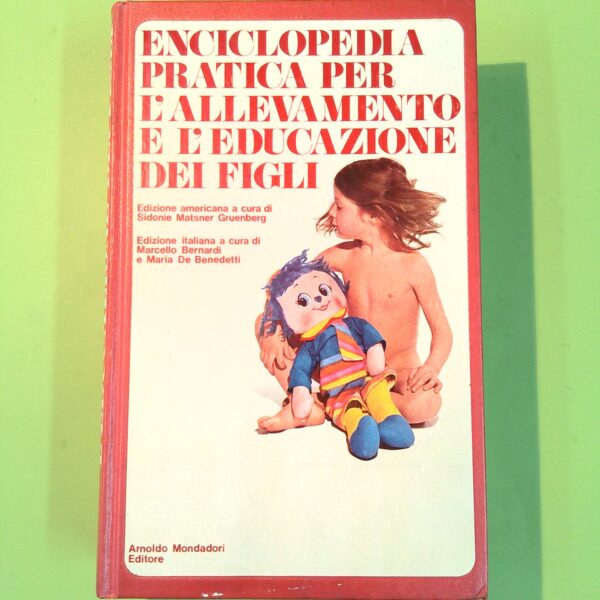 ENCICLOPEDIA
PRATICA PER
L'ALLEVAMENTO
E L'EDUCAZIONE
DEI FIGLI
Edizione americana a cura di
Sidonie Matsner Gruenberg
Edizione italiana a cura di
Marcello Bernardi
e Maria De Benedetti
Arnoldo Mondadori
Editore